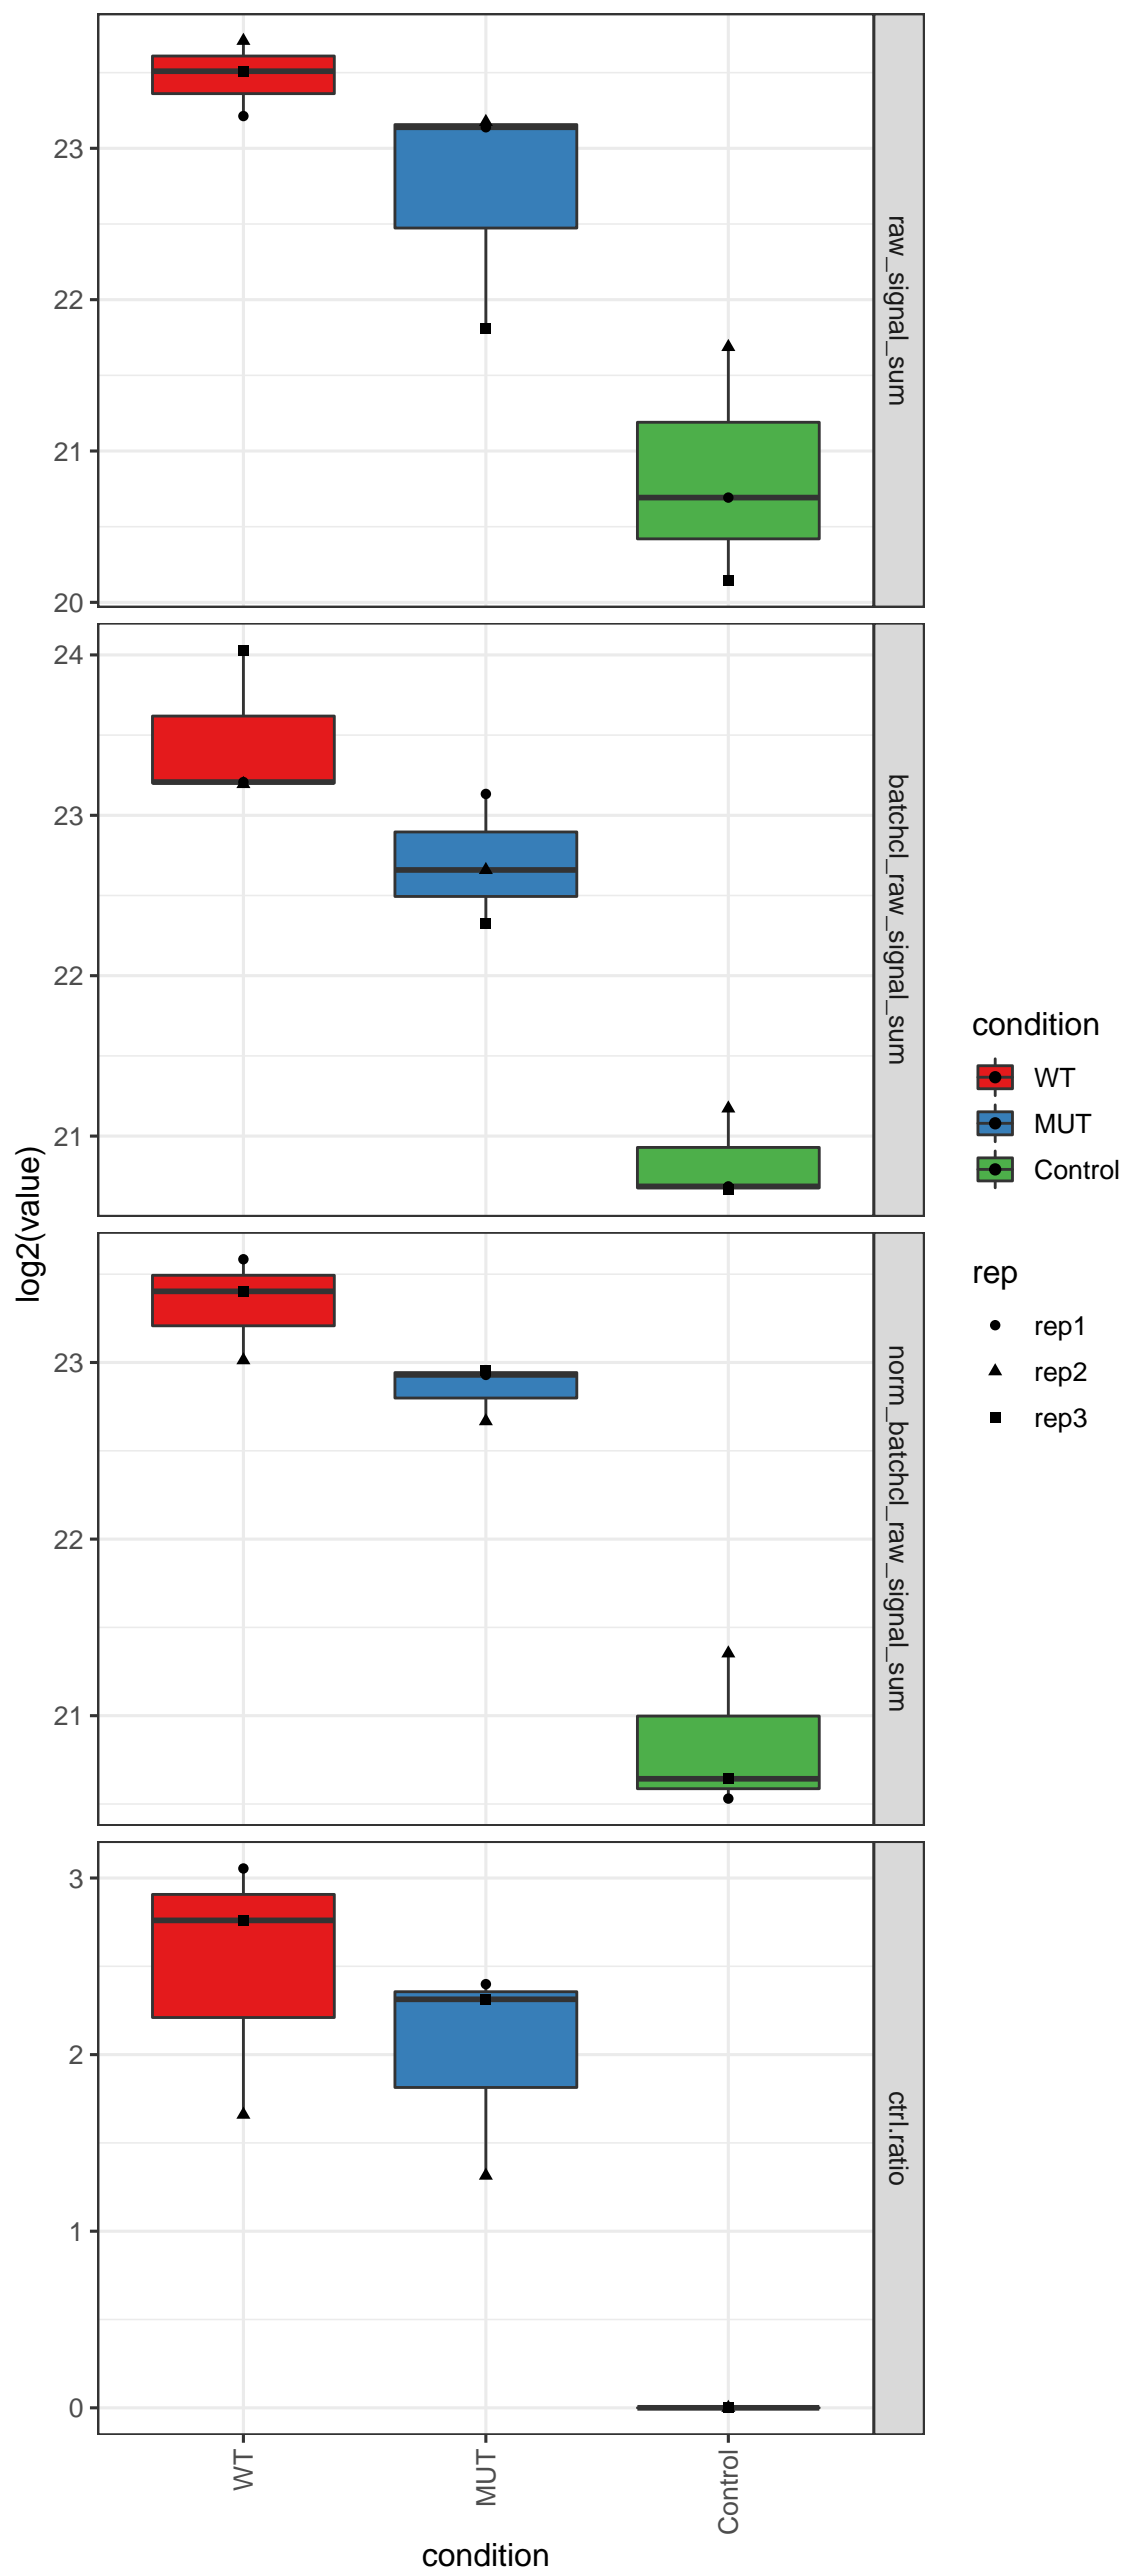 23
22
21
20
raw_signal_sum
24
23
22
21
batchcl_raw_signal_sum
23
22
21
norm_batchcl_raw_signal_sum
3
2
1
0
ctrl.ratio
log2(value)
WT
MUT
Control
condition
condition
WT
MUT
Control
rep
rep1
rep2
rep3